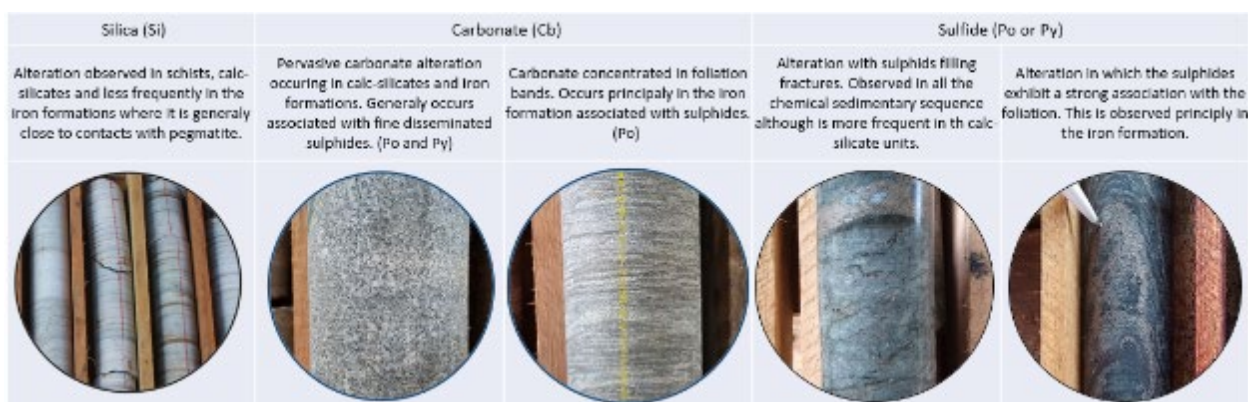 Silica (Si)
Carbonate (Cb)
Sulfide (Po or Py)
Alteration observed in schists, calc-
silicates and less frequently in the
iron formations where it is generaly
close to contacts with pegmatite.
Pervasive carbonate alteration
occuring in calc-silicates and iron
formations. Generaly occurs
associated with fine disseminated
sulphides. (Po and Py)
Carbonate concentrated in foliation
bands. Occurs principaly in the iron
formation associated with sulphides.
(Po)
Alteration with sulphids filling
fractures. Observed in all the
chemical sedimentary sequence
although is more frequent in th calc-
silicate units.
Alteration in which the sulphides
exhibit a strong association with the
foliation. This is observed principly in
the iron formation.